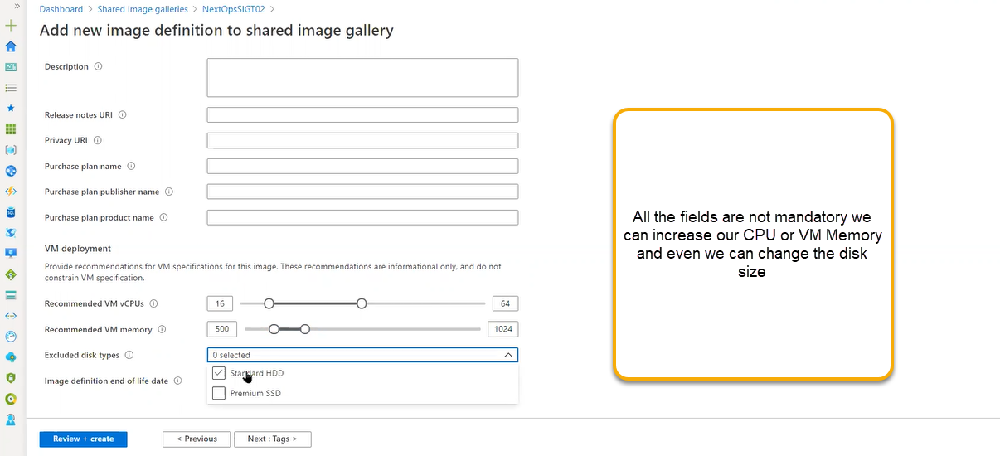 »
Dashboard > Shared image galleries > NextOpsSIGT02 >
Add new image definition to shared image gallery
Description
Release notes URI
Privacy URI
Purchase plan name
Purchase plan publisher name
Purchase plan product name
VM deployment
Provide recommendations for VM specifications for this image. These recommendations are informational only, and do not
constrain VM specification.
Recommended VM vCPUs 16 64
Recommended VM memory 500 1024
Excluded disk types 0 selected
Standard HDD
Image definition end of life date
Premium SSD
Review + create < Previous Next : Tags >
All the fields are not mandatory we
can increase our CPU or VM Memory
and even we can change the disk
size